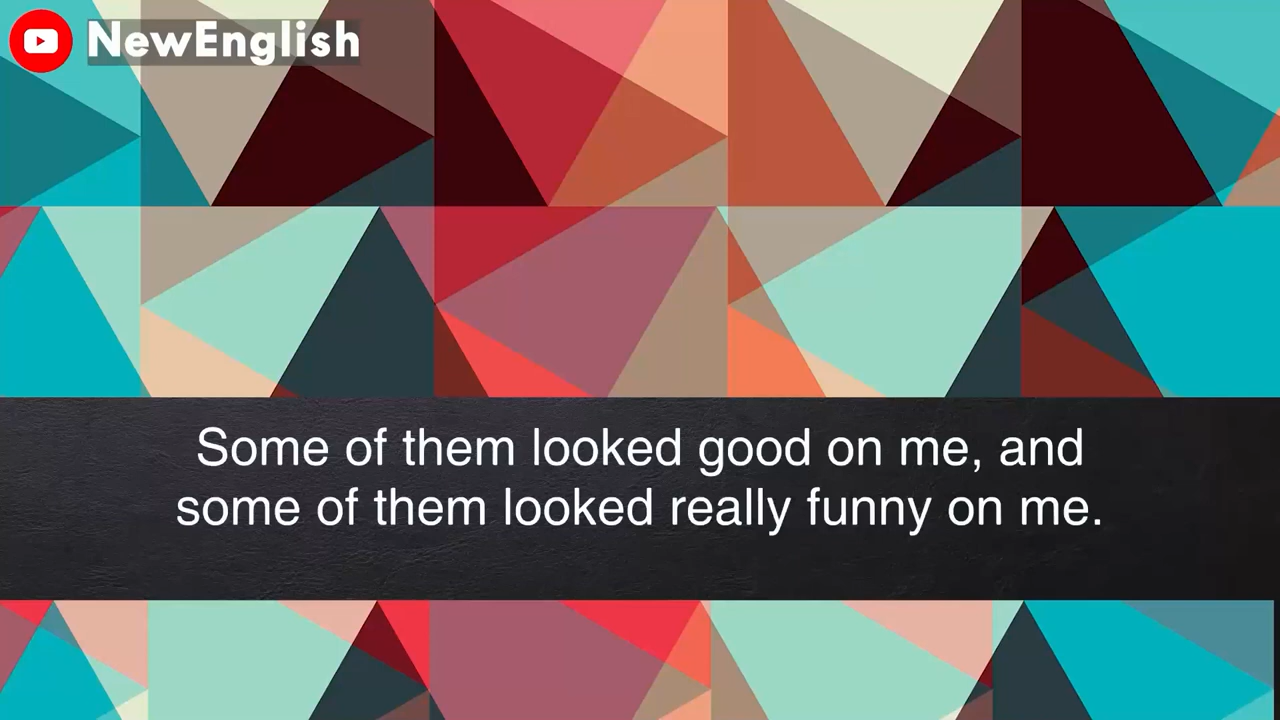 NewEnglish
Some of them looked good on me, and
some of them looked really funny on me.